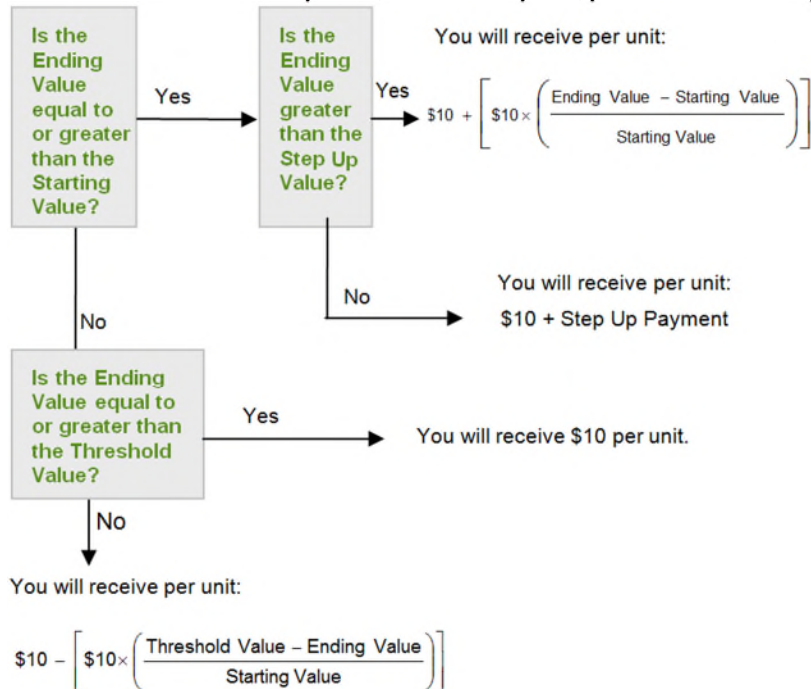 Is the
Ending
Value
equal to
or greater
than the
Starting
Value?
Yes
Is the
Ending
Value
greater
than the
Step Up
Value?
Yes
You will receive per unit:
$10 + [ $10 × ( Ending Value – Starting Value
Starting Value ) ]
No
You will receive per unit:
$10 + Step Up Payment
No
Is the Ending
Value equal to
or greater than
the Threshold
Value?
Yes
You will receive $10 per unit.
No
You will receive per unit:
$10 – [ $10× ( Threshold Value – Ending Value
Starting Value ) ]